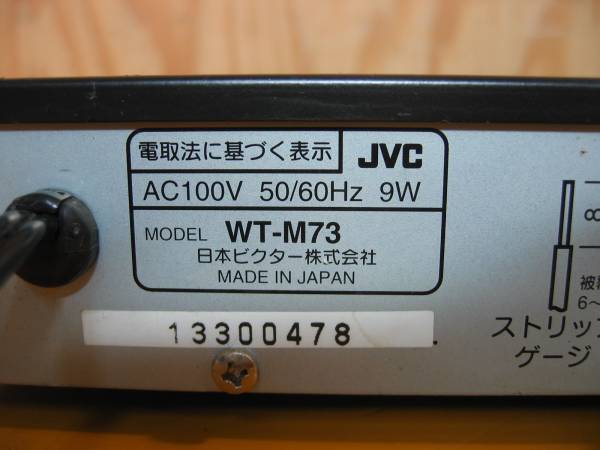 電取法に基づく表示 JVC
AC100V 50/60Hz 9W
MODEL WT-M73
日本ビクター株式会社
MADE IN JAPAN
13300478
6~
ストリップ
ゲージ